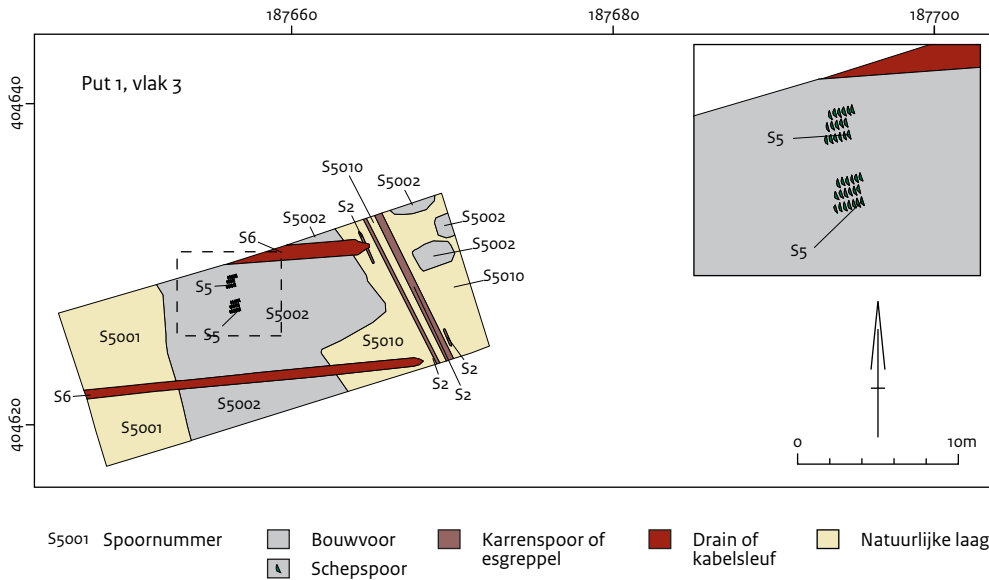 187660 187680 187700
404640
404620
Put 1, vlak 3
S5010
S5002
S2
S5002
S5002
S6
S5002
S5010
S5
S5
S5002
S5001
S5010
S2
S2
S2
S6
S5002
S5001
S5
S5
0 10m
S5001 Spoornummer Bouwvoor Karrenspoor of esgreppel Drain of kabelsleuf Natuurlijke laag
Schepspoor